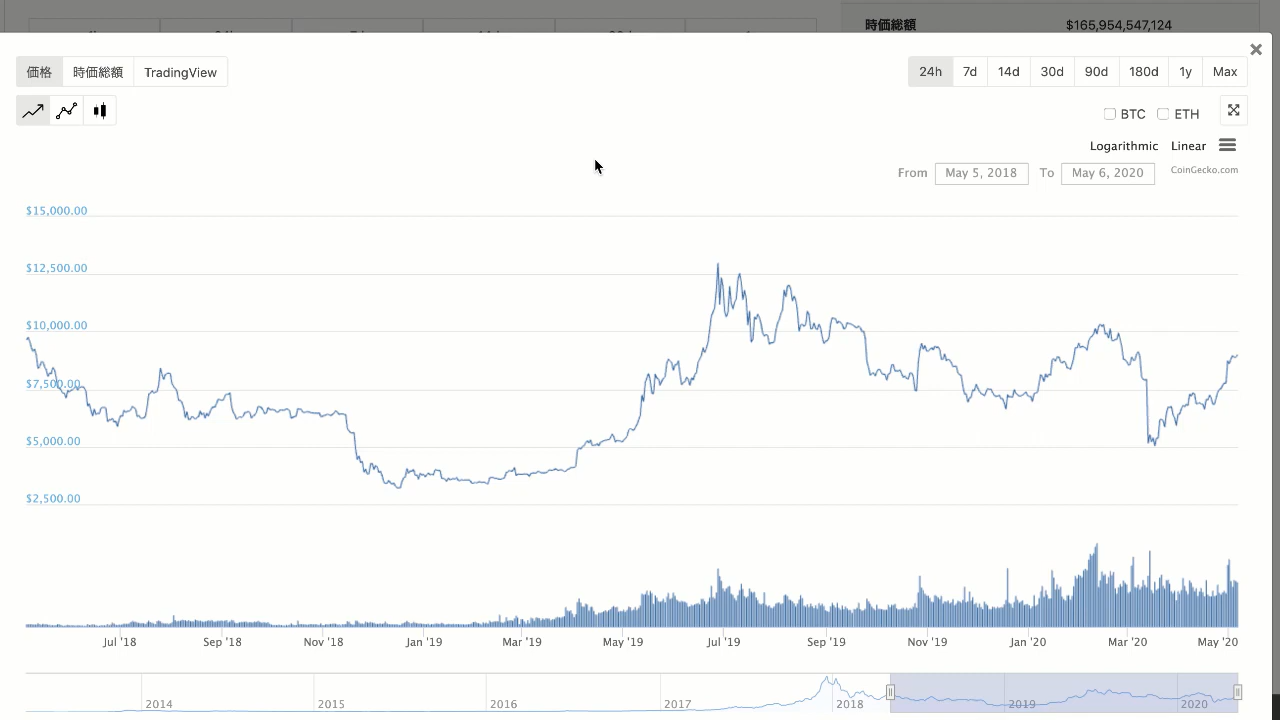 時価総額 $165,954,547,124
価格 時価総額 TradingView
24h 7d 14d 30d 90d 180d 1y Max
BTC ETH
Logarithmic Linear
From May 5, 2018 To May 6, 2020 CoinGecko.com
$15,000.00
$12,500.00
$10,000.00
$7,500.00
$5,000.00
$2,500.00
Jul '18 Sep '18 Nov '18 Jan '19 Mar '19 May '19 Jul '19 Sep '19 Nov '19 Jan '20 Mar '20 May '20
2014 2015 2016 2017 2018 2019 2020